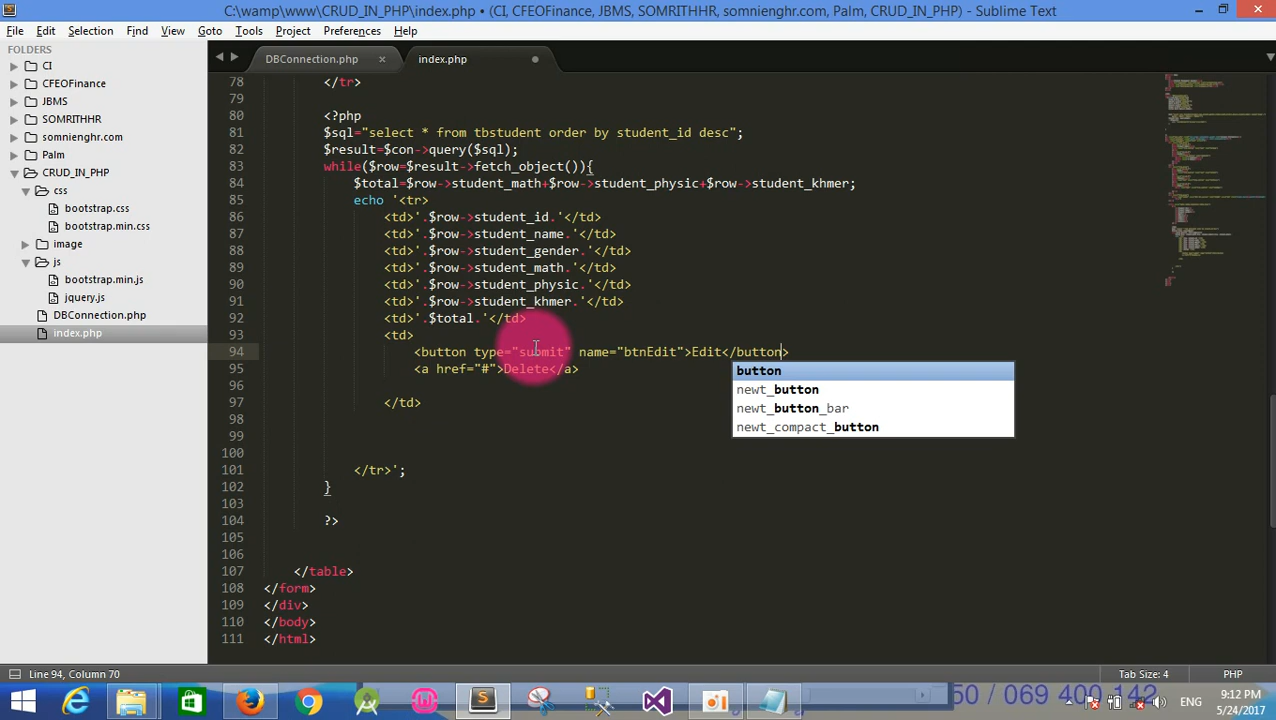 C:\wamp\www\CRUD_IN_PHP\index.php • (CI, CFEOFinance, JBMS, SOMRITHHR, somnienghr.com, Palm, CRUD_IN_PHP) - Sublime Text
File Edit Selection Find View Goto Tools Project Preferences Help
FOLDERS
CI
CFEOFinance
JBMS
SOMRITHHR
somnienghr.com
Palm
CRUD_IN_PHP
css
bootstrap.css
bootstrap.min.css
image
js
bootstrap.min.js
jquery.js
DBConnection.php
index.php
DBConnection.php index.php
78 </tr>
79
80 <?php
81 $sql="select * from tbstudent order by student_id desc";
82 $result=$con->query($sql);
83 while($row=$result->fetch_object()){
84 $total=$row->student_math+$row->student_physic+$row->student_khmer;
85 echo '<tr>
86 <td>'.$row->student_id.'</td>
87 <td>'.$row->student_name.'</td>
88 <td>'.$row->student_gender.'</td>
89 <td>'.$row->student_math.'</td>
90 <td>'.$row->student_physic.'</td>
91 <td>'.$row->student_khmer.'</td>
92 <td>'.$total.'</td>
93 <td>
94 <button type="submit" name="btnEdit">Edit</button>
95 <a href="#">Delete</a>
96
97 </td>
98
99
100
101 </tr>';
102 }
103
104 ?>
105
106
107 </table>
108 </form>
109 </div>
110 </body>
111 </html>
button
newt_button
newt_button_bar
newt_compact_button
Line 94, Column 70 Tab Size: 4 PHP
50 / 069 400 142
ENG
9:12 PM
5/24/2017